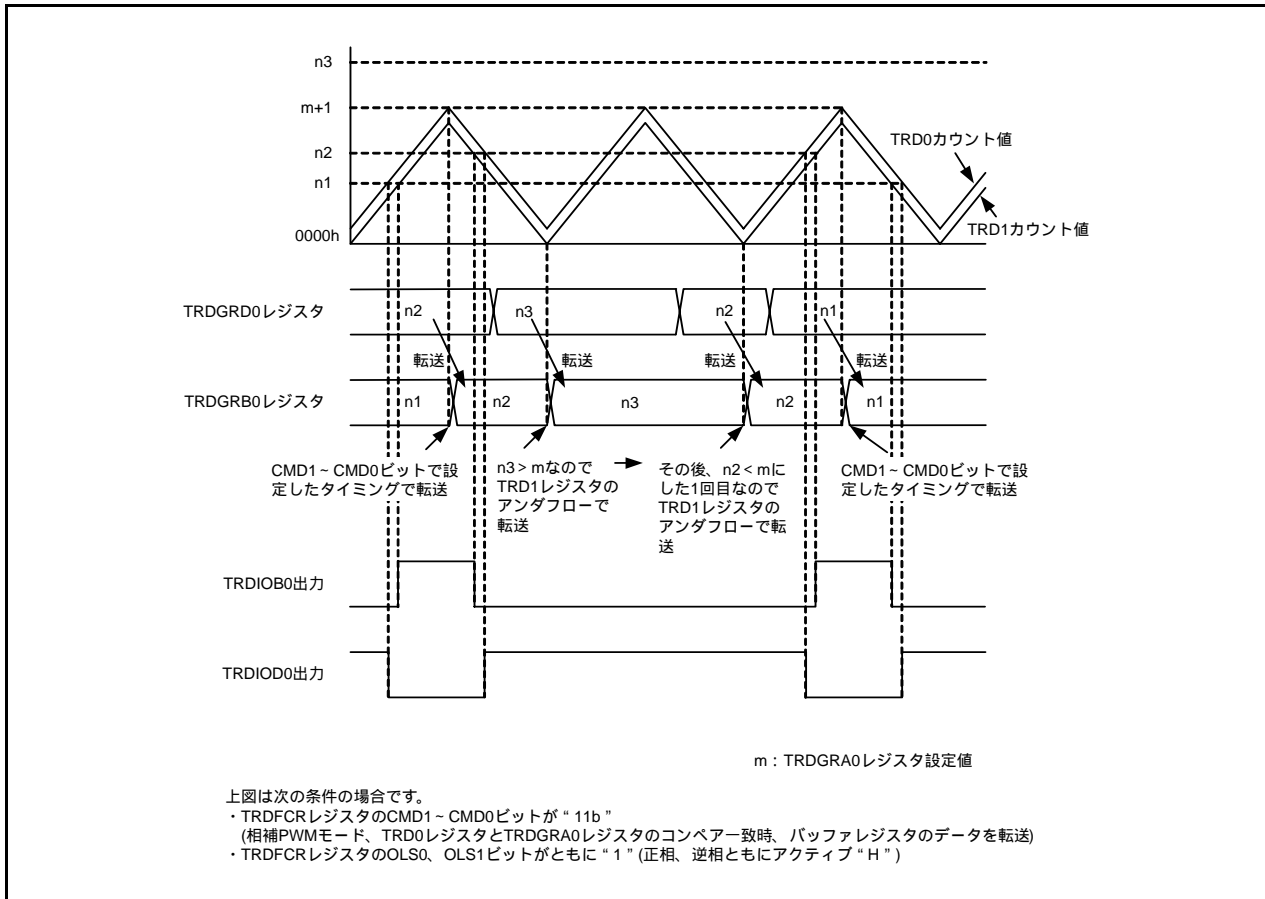 n3
m+1
n2
n1
0000h
TRD0カウント値
TRD1カウント値
TRDGRD0レジスタ
n2
n3
n2
n1
転送
転送
転送
転送
TRDGRB0レジスタ
n1
n2
n3
n2
n1
CMD1~CMD0ビットで設
定したタイミングで転送
n3>mなので
TRD1レジスタの
アンダフローで
転送
その後、n2<mに
した1回目なので
TRD1レジスタの
アンダフローで転
送
CMD1~CMD0ビットで設
定したタイミングで転送
TRDIOB0出力
TRDIOD0出力
m:TRDGRA0レジスタ設定値
上図は次の条件の場合です。
・TRDFCRレジスタのCMD1~CMD0ビットが“11b”
(相補PWMモード、TRD0レジスタとTRDGRA0レジスタのコンペア一致時、バッファレジスタのデータを転送)
・TRDFCRレジスタのOLS0、OLS1ビットがともに“1”(正相、逆相ともにアクティブ“H”)